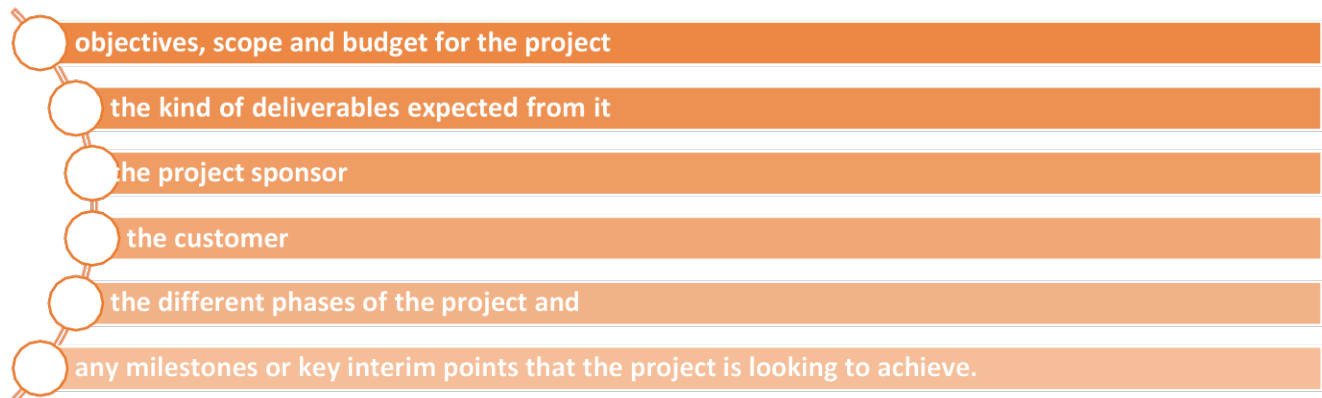 objectives, scope and budget for the project
the kind of deliverables expected from it
the project sponsor
the customer
the different phases of the project and
any milestones or key interim points that the project is looking to achieve.